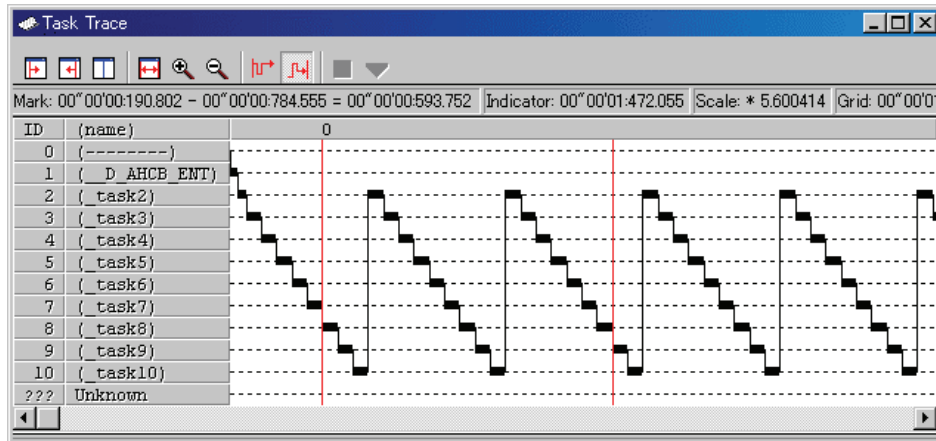 Task Trace
Mark: 00"00'00:190.802 - 00"00'00:784.555 = 00"00'00:593.752 Indicator: 00"00'01:472.055 Scale: * 5.600414 Grid: 00"00'0
ID (name) 0
0 (--------)
1 (__D_AHCB_ENT)
2 (_task2)
3 (_task3)
4 (_task4)
5 (_task5)
6 (_task6)
7 (_task7)
8 (_task8)
9 (_task9)
10 (_task10)
??? Unknown